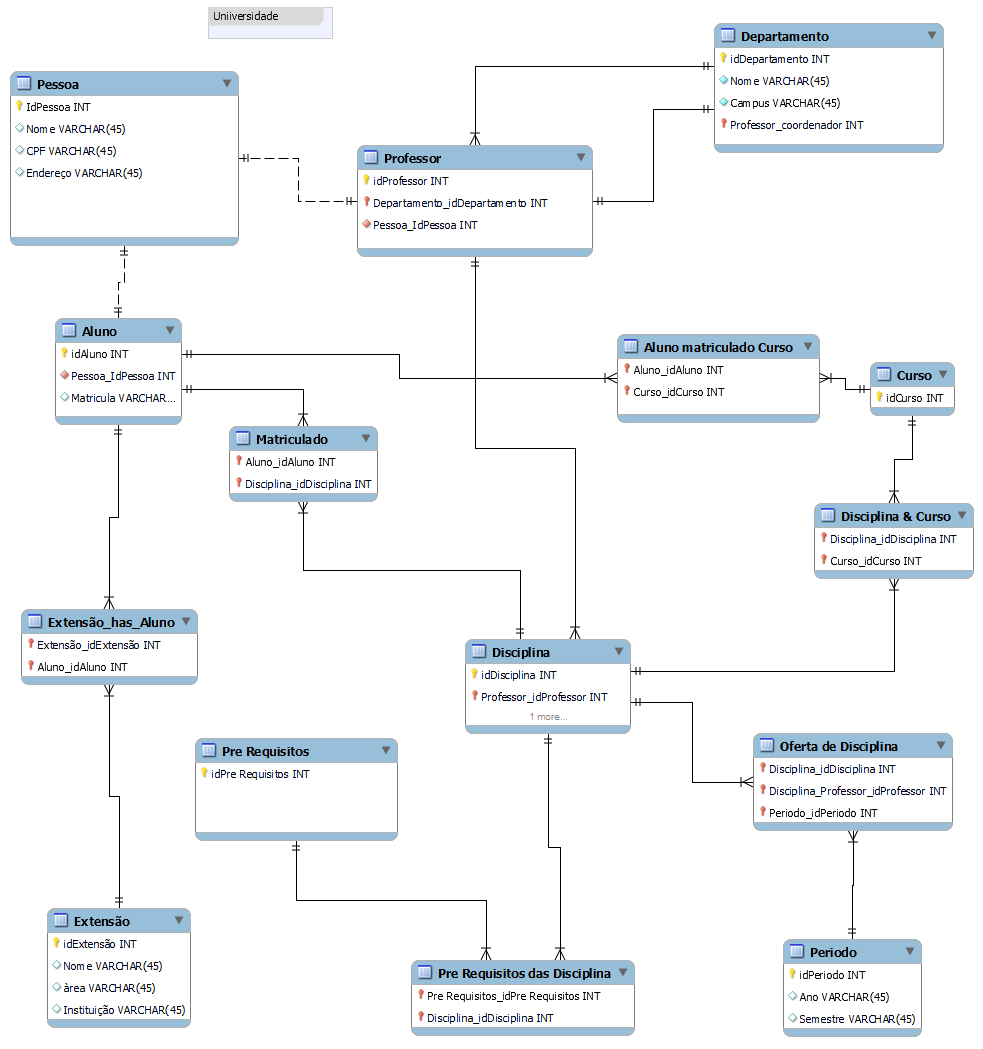 Uniiversidade
Departamento
idDepartamento INT
Nome VARCHAR(45)
Campus VARCHAR(45)
Professor_coordenador INT
Pessoa
IdPessoa INT
Nome VARCHAR(45)
CPF VARCHAR(45)
Endereço VARCHAR(45)
Professor
idProfessor INT
Departamento_idDepartamento INT
Pessoa_IdPessoa INT
Aluno
idAluno INT
Pessoa_IdPessoa INT
Matricula VARCHAR...
Aluno matriculado Curso
Aluno_idAluno INT
Curso_idCurso INT
Curso
idCurso INT
Matriculado
Aluno_idAluno INT
Disciplina_idDisciplina INT
Disciplina & Curso
Disciplina_idDisciplina INT
Curso_idCurso INT
Extensão_has_Aluno
Extensão_idExtensão INT
Aluno_idAluno INT
Disciplina
idDisciplina INT
Professor_idProfessor INT
1 more...
Pre Requisitos
idPre Requisitos INT
Oferta de Disciplina
Disciplina_idDisciplina INT
Disciplina_Professor_idProfessor INT
Periodo_idPeriodo INT
Extensão
idExtensão INT
Nome VARCHAR(45)
àrea VARCHAR(45)
Instituição VARCHAR(45)
Pre Requisitos das Disciplina
Pre Requisitos_idPre Requisitos INT
Disciplina_idDisciplina INT
Periodo
idPeriodo INT
Ano VARCHAR(45)
Semestre VARCHAR(45)